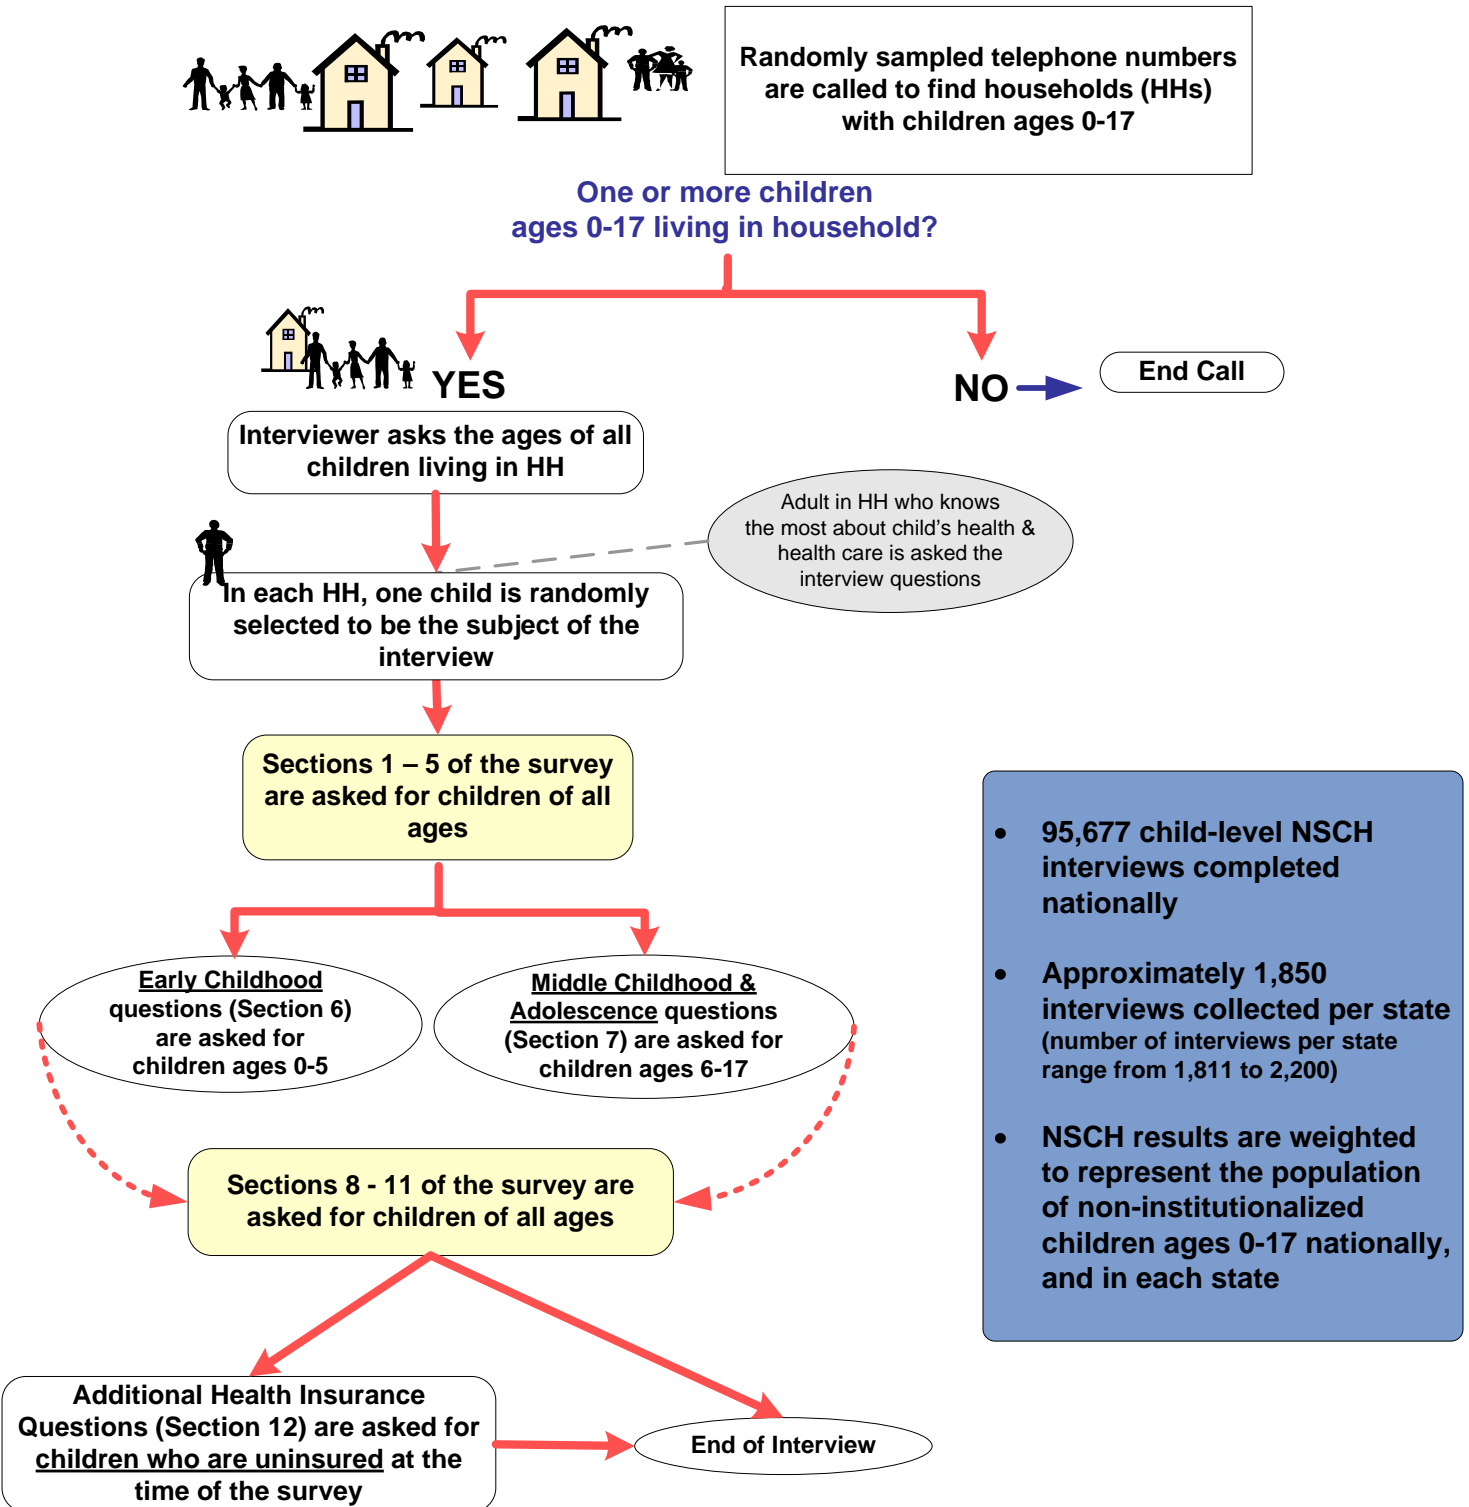 Randomly sampled telephone numbers
are called to find households (HHs)
with children ages 0-17
One or more children
ages 0-17 living in household?
YES
NO
End Call
Interviewer asks the ages of all
children living in HH
Adult in HH who knows
the most about child's health &
health care is asked the
interview questions
In each HH, one child is randomly
selected to be the subject of the
interview
Sections 1 – 5 of the survey
are asked for children of all
ages
Early Childhood
questions (Section 6)
are asked for
children ages 0-5
Middle Childhood &
Adolescence questions
(Section 7) are asked for
children ages 6-17
Sections 8 - 11 of the survey are
asked for children of all ages
Additional Health Insurance
Questions (Section 12) are asked for
children who are uninsured at the
time of the survey
End of Interview
• 95,677 child-level NSCH
interviews completed
nationally
• Approximately 1,850
interviews collected per state
(number of interviews per state
range from 1,811 to 2,200)
• NSCH results are weighted
to represent the population
of non-institutionalized
children ages 0-17 nationally,
and in each state